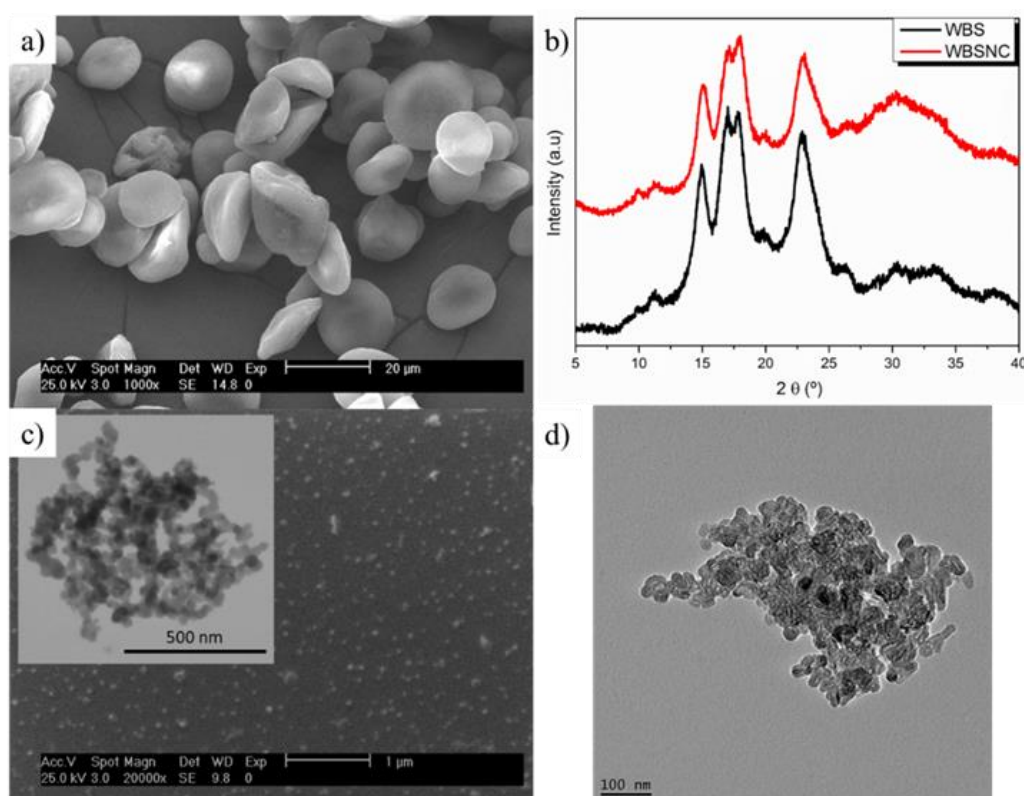 a)
Acc.V Spot Magn Det WD Exp
25.0 kV 3.0 1000x SE 14.8 0
20 μm
b)
WBS
WBSNC
Intensity (a.u)
5 10 15 20 25 30 35 40
2 θ (º)
c)
500 nm
Acc.V Spot Magn Det WD Exp
25.0 kV 3.0 20000x SE 9.8 0
1 μm
d)
100 nm